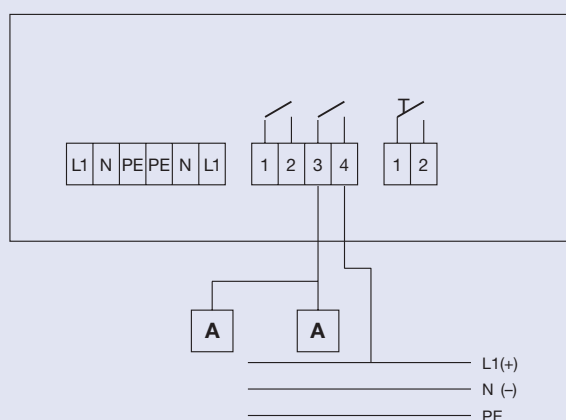 T
L1 N PE PE N L1 1 2 3 4 1 2
A A
L1(+)
N (–)
PE